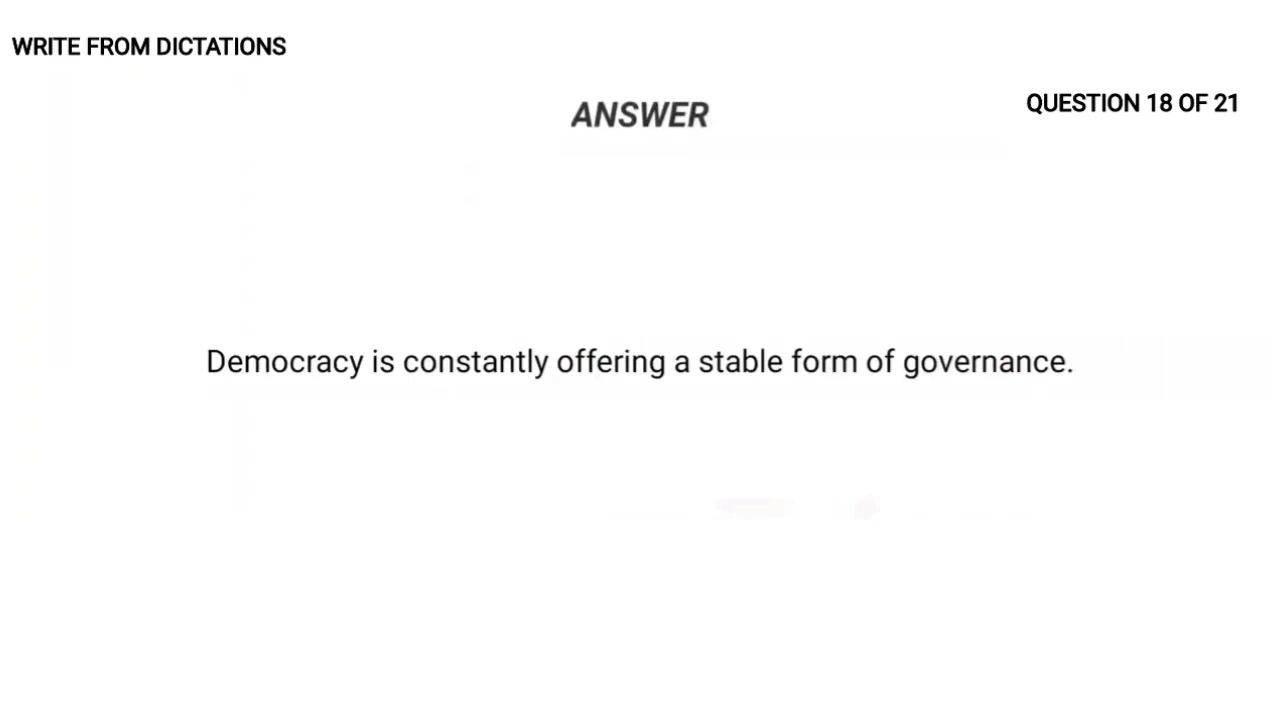 WRITE FROM DICTATIONS
ANSWER
QUESTION 18 OF 21
Democracy is constantly offering a stable form of governance.